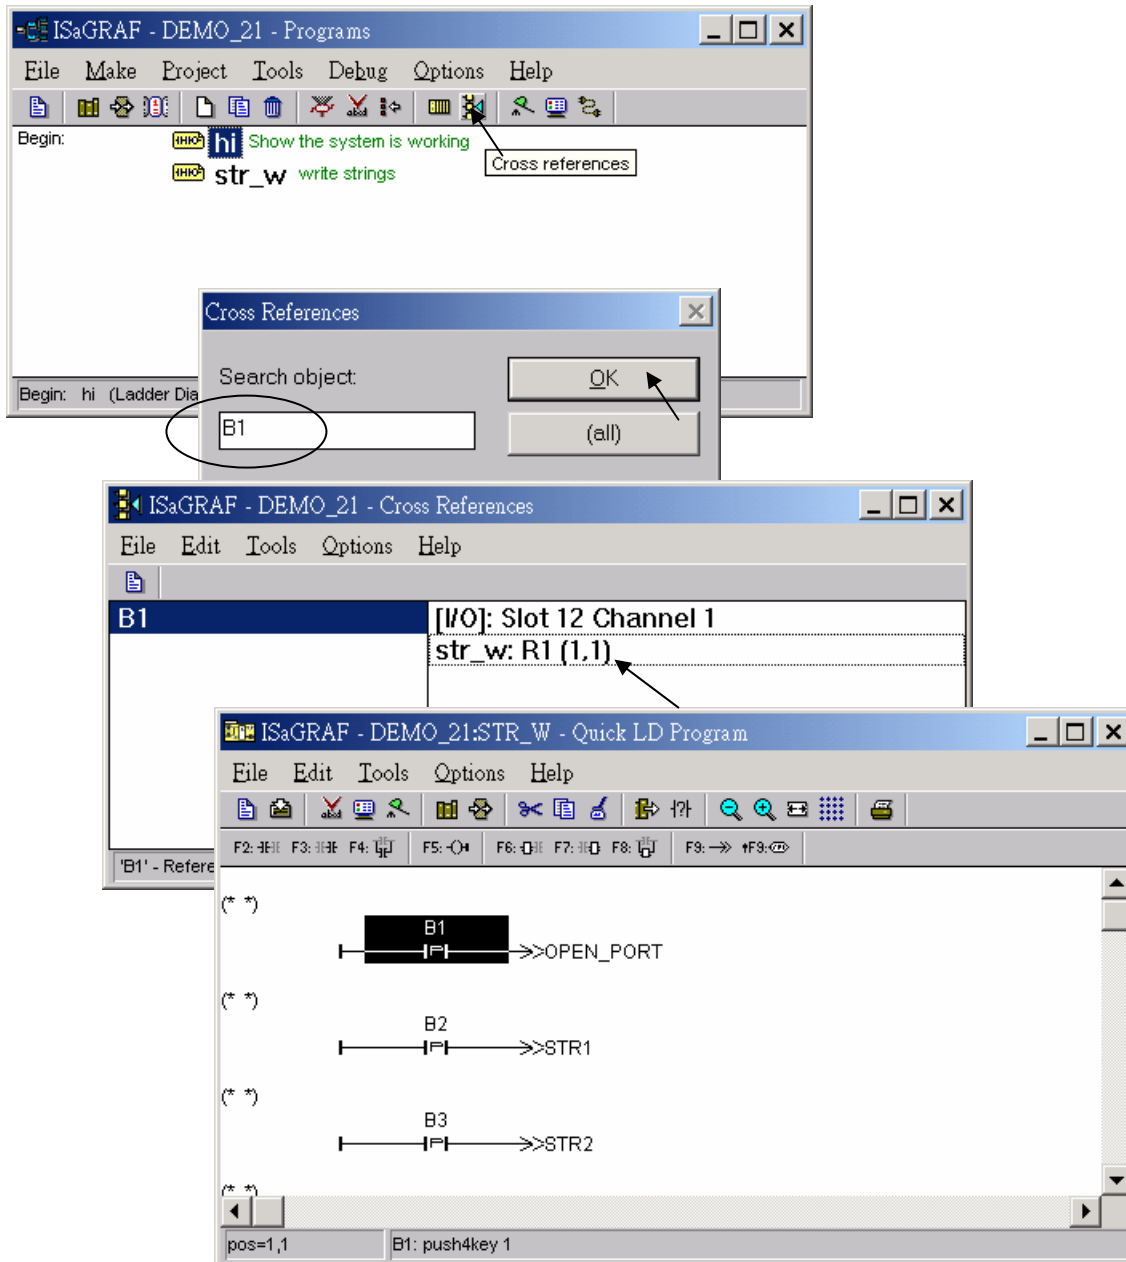 ISaGRAF - DEMO_21 - Programs
File Make Project Tools Debug Options Help
Begin: hi Show the system is working
Cross references
str_w write strings
Cross References
Search object:
OK
Begin: hi (Ladder Dia
B1
(all)
ISaGRAF - DEMO_21 - Cross References
File Edit Tools Options Help
B1
[I/O]: Slot 12 Channel 1
str_w: R1 (1,1)
ISaGRAF - DEMO_21:STR_W - Quick LD Program
File Edit Tools Options Help
F2: F3: F4: F5: F6: F7: F8: F9: F9:
'B1' - Refere
(* *)
B1
P >>OPEN_PORT
(* *)
B2
P >>STR1
(* *)
B3
P >>STR2
(* *)
pos=1,1 B1: push4key 1